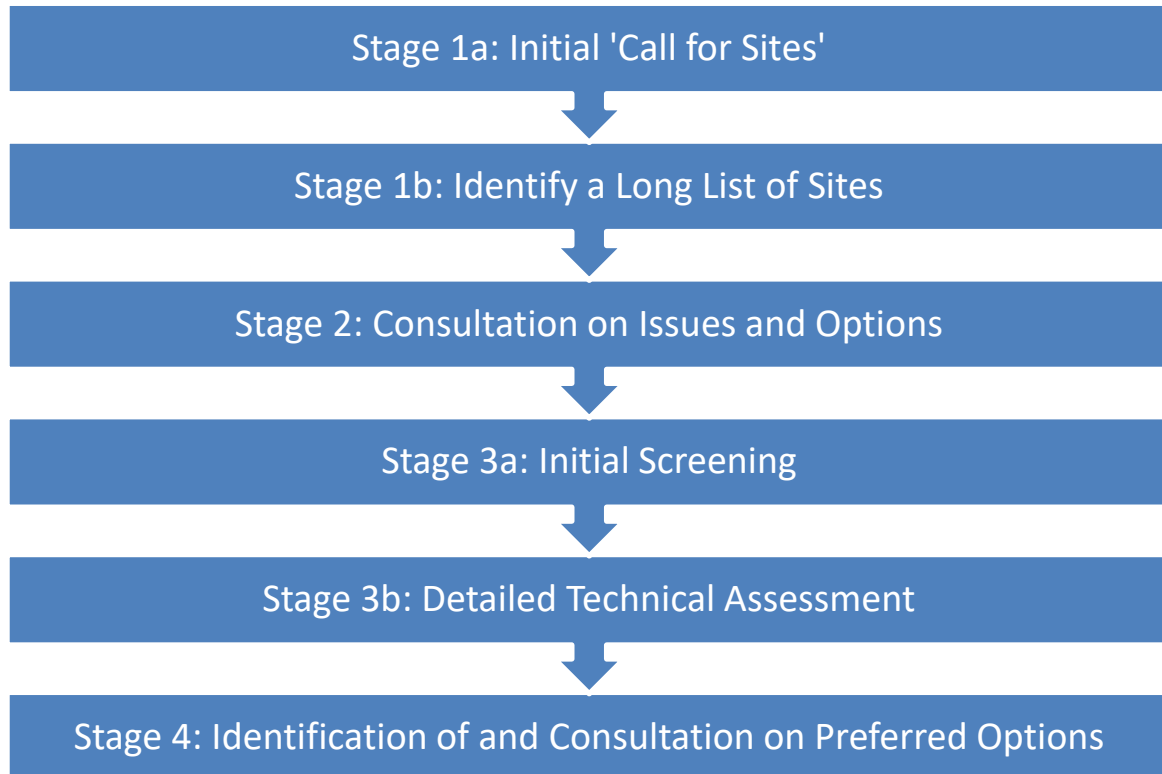 Stage 1a: Initial 'Call for Sites'
Stage 1b: Identify a Long List of Sites
Stage 2: Consultation on Issues and Options
Stage 3a: Initial Screening
Stage 3b: Detailed Technical Assessment
Stage 4: Identification of and Consultation on Preferred Options